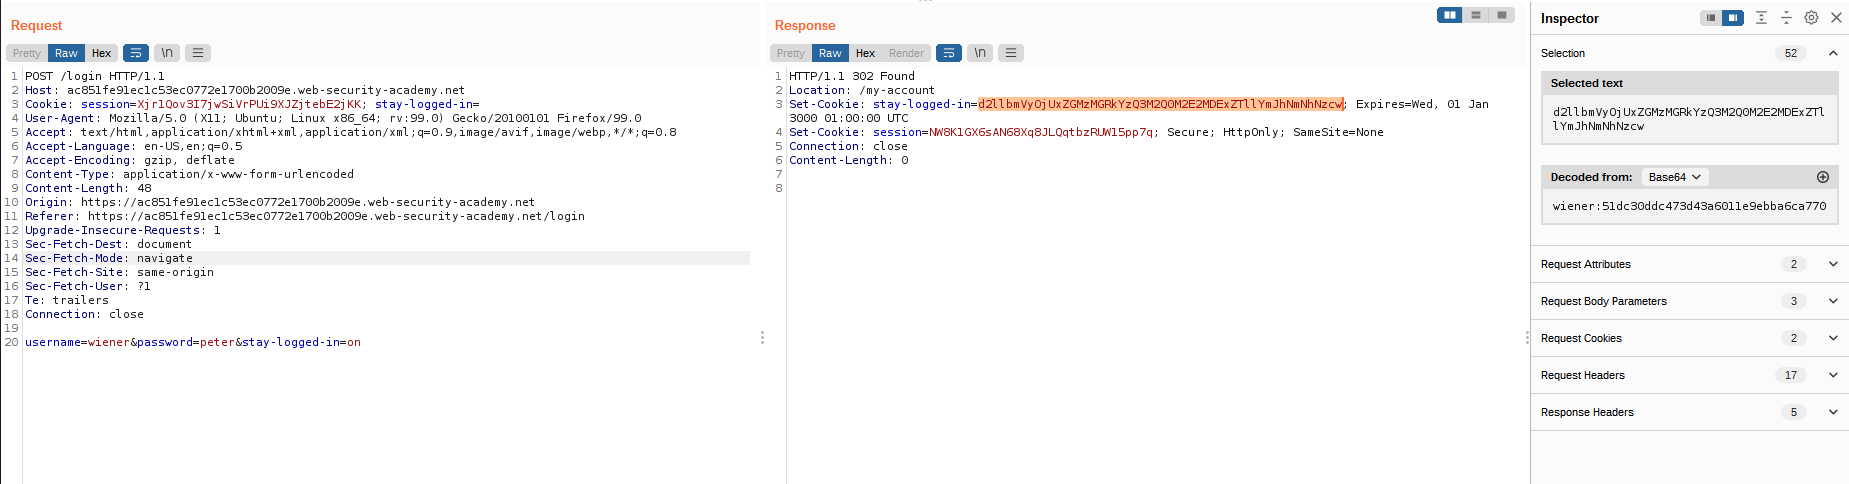 Request
Pretty Raw Hex \n
1 POST /login HTTP/1.1
2 Host: ac851fe91ec1c53ec0772e1700b2009e.web-security-academy.net
3 Cookie: session=Xjr1Qov3I7jwSiVrPUi9XJZjtebE2jKK; stay-logged-in=
4 User-Agent: Mozilla/5.0 (X11; Ubuntu; Linux x86_64; rv:99.0) Gecko/20100101 Firefox/99.0
5 Accept: text/html,application/xhtml+xml,application/xml;q=0.9,image/avif,image/webp,*/*;q=0.8
6 Accept-Language: en-US,en;q=0.5
7 Accept-Encoding: gzip, deflate
8 Content-Type: application/x-www-form-urlencoded
9 Content-Length: 48
10 Origin: https://ac851fe91ec1c53ec0772e1700b2009e.web-security-academy.net
11 Referer: https://ac851fe91ec1c53ec0772e1700b2009e.web-security-academy.net/login
12 Upgrade-Insecure-Requests: 1
13 Sec-Fetch-Dest: document
14 Sec-Fetch-Mode: navigate
15 Sec-Fetch-Site: same-origin
16 Sec-Fetch-User: ?1
17 Te: trailers
18 Connection: close
19
20 username=wiener&password=peter&stay-logged-in=on
Response
Pretty Raw Hex Render \n
1 HTTP/1.1 302 Found
2 Location: /my-account
3 Set-Cookie: stay-logged-in=d2llbmVyOjUxZGMzMGRkYzQ3M2Q0M2E2MDExZTllYmJhNmNhNzcw; Expires=Wed, 01 Jan
3000 01:00:00 UTC
4 Set-Cookie: session=NW8K1GX6sAN68Xq8JLQqtbzRUW15pp7q; Secure; HttpOnly; SameSite=None
5 Connection: close
6 Content-Length: 0
7
8
Inspector
Selection 52
Selected text
d2llbmVyOjUxZGMzMGRkYzQ3M2Q0M2E2MDExZTl
lYmJhNmNhNzcw
Decoded from: Base64
wiener:51dc30ddc473d43a6011e9ebba6ca770
Request Attributes 2
Request Body Parameters 3
Request Cookies 2
Request Headers 17
Response Headers 5